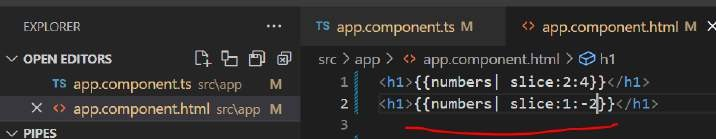 EXPLORER
...
TS app.component.ts M
<> app.component.html M
OPEN EDITORS
src > app > <> app.component.html > h1
TS app.component.ts src\app M
1 <h1>{{numbers| slice:2:4}}</h1>
× <> app.component.html src\app M
2 <h1>{{numbers| slice:1:-2}}</h1>
PIPES
3